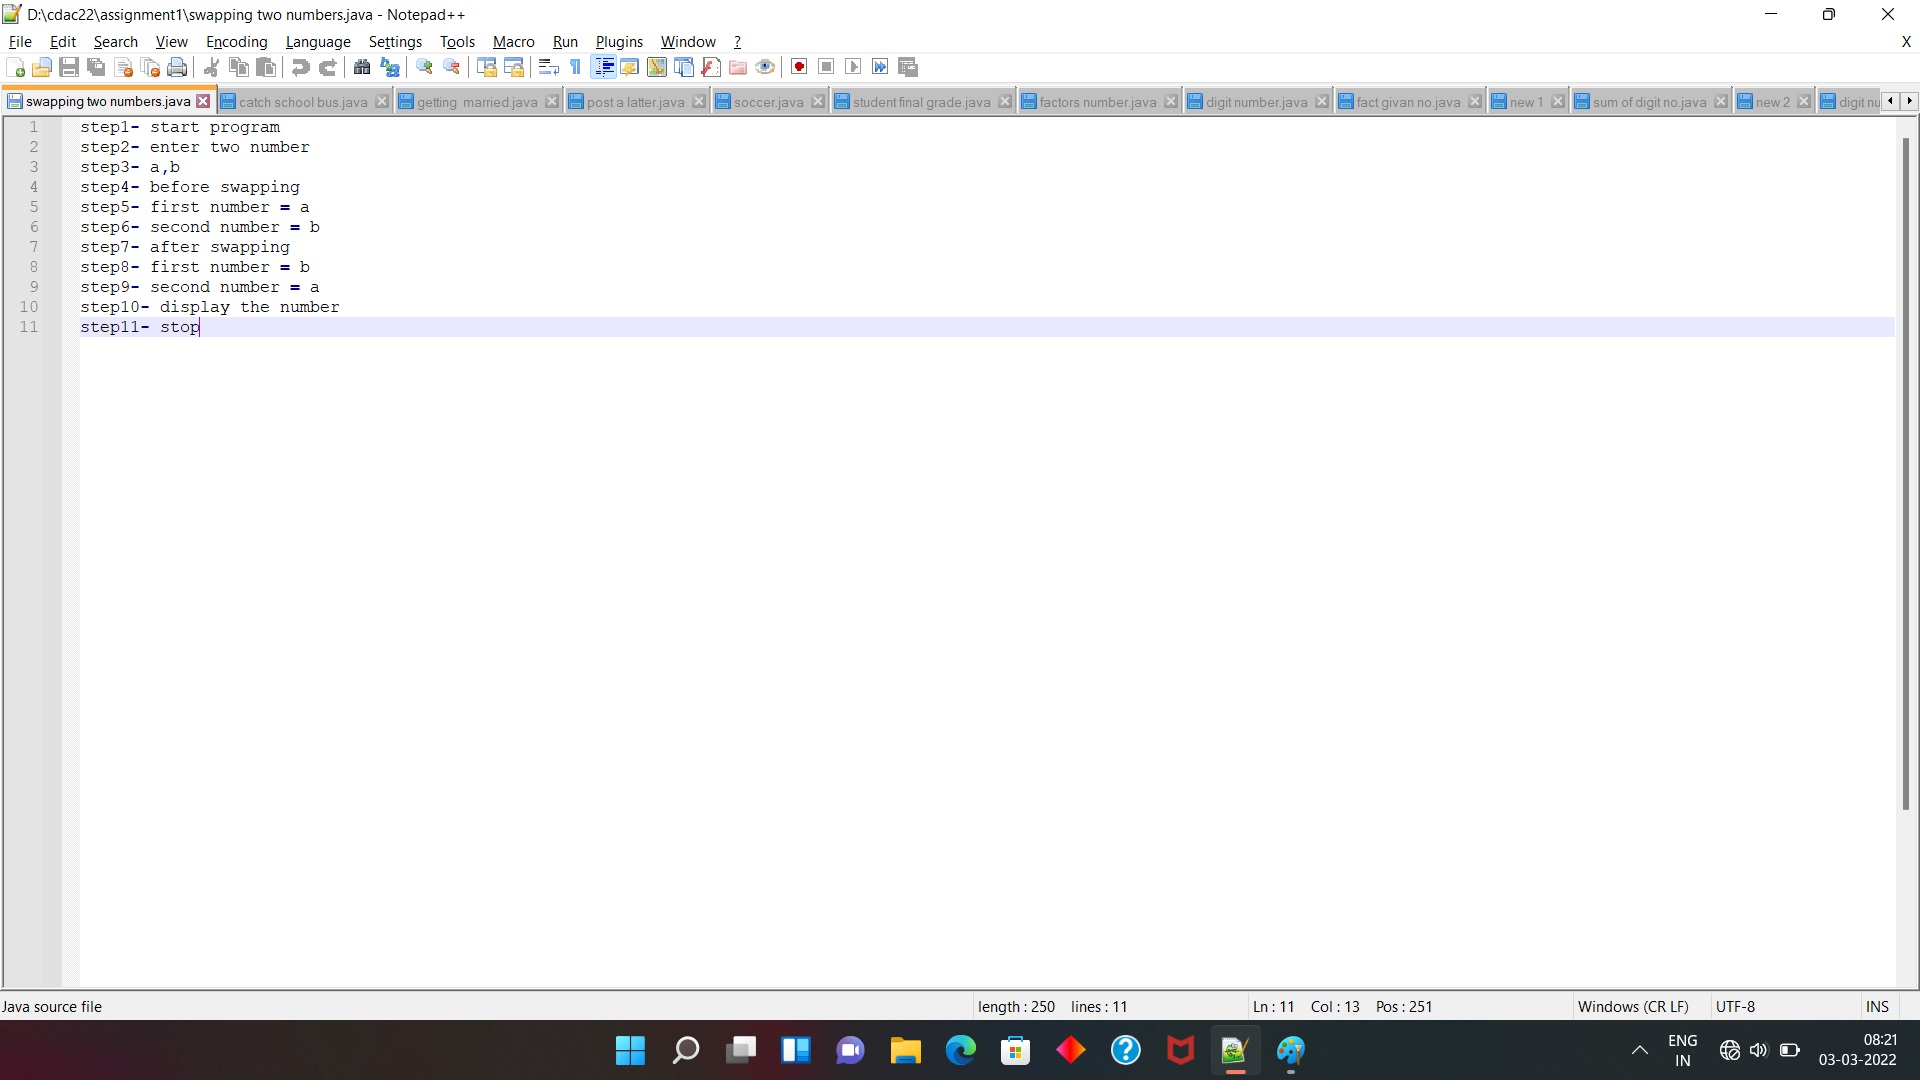 D:\cdac22\assignment1\swapping two numbers.java - Notepad++
File Edit Search View Encoding Language Settings Tools Macro Run Plugins Window ? X
swapping two numbers.java catch school bus.java getting married.java post a latter.java soccer.java student final grade.java factors number.java digit number.java fact givan no.java new 1 sum of digit no.java new 2 digit nu
1 step1- start program
2 step2- enter two number
3 step3- a,b
4 step4- before swapping
5 step5- first number = a
6 step6- second number = b
7 step7- after swapping
8 step8- first number = b
9 step9- second number = a
10 step10- display the number
11 step11- stop
Java source file length : 250 lines : 11 Ln : 11 Col : 13 Pos : 251 Windows (CR LF) UTF-8 INS
ENG 08:21
IN 03-03-2022